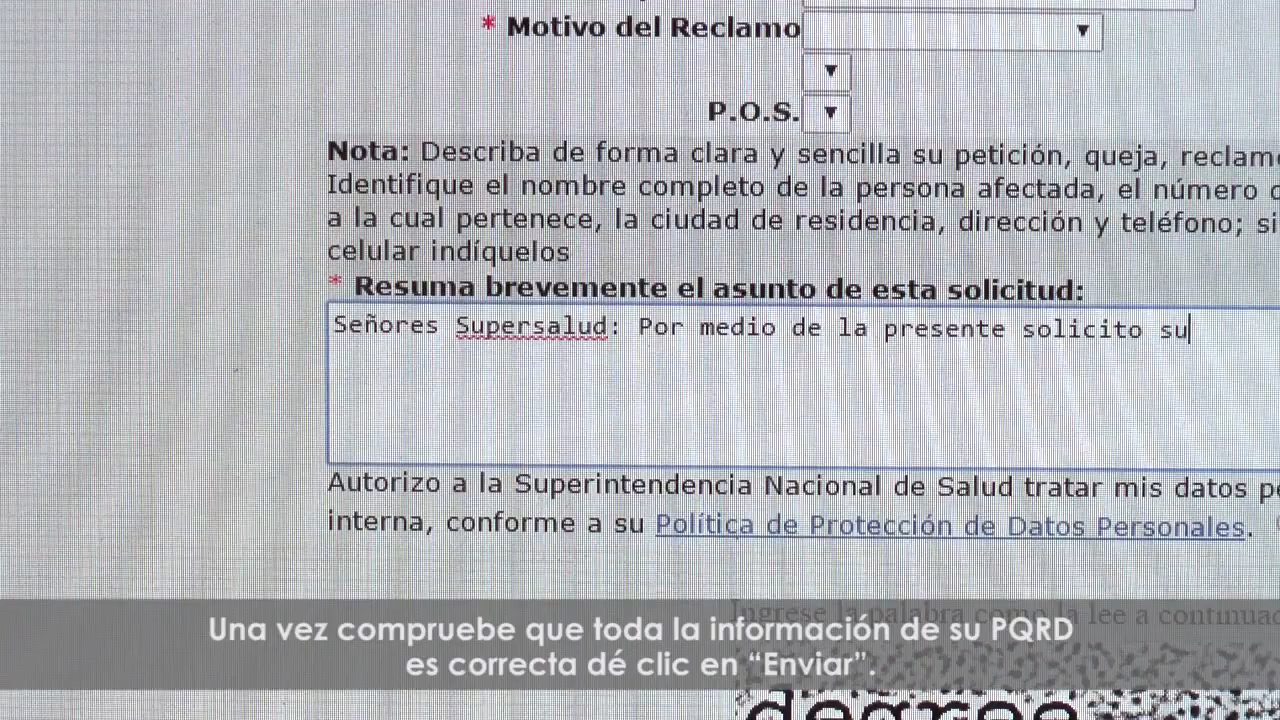 * Motivo del Reclamo
P.O.S.
Nota: Describa de forma clara y sencilla su petición, queja,
Identifique el nombre completo de la persona afectada, el número
a la cual pertenece, la ciudad de residencia, dirección y teléfono; si
celular indíquelos
* Resuma brevemente el asunto de esta solicitud:
Señores Supersalud: Por medio de la presente solicito su
Autorizo a la Superintendencia Nacional de Salud tratar mis datos
interna, conforme a su Política de Protección de Datos Personales.
Ingrese la palabra como la lee a
Una vez compruebe que toda la información de su PQRD
es correcta dé clic en “Enviar”.
degree